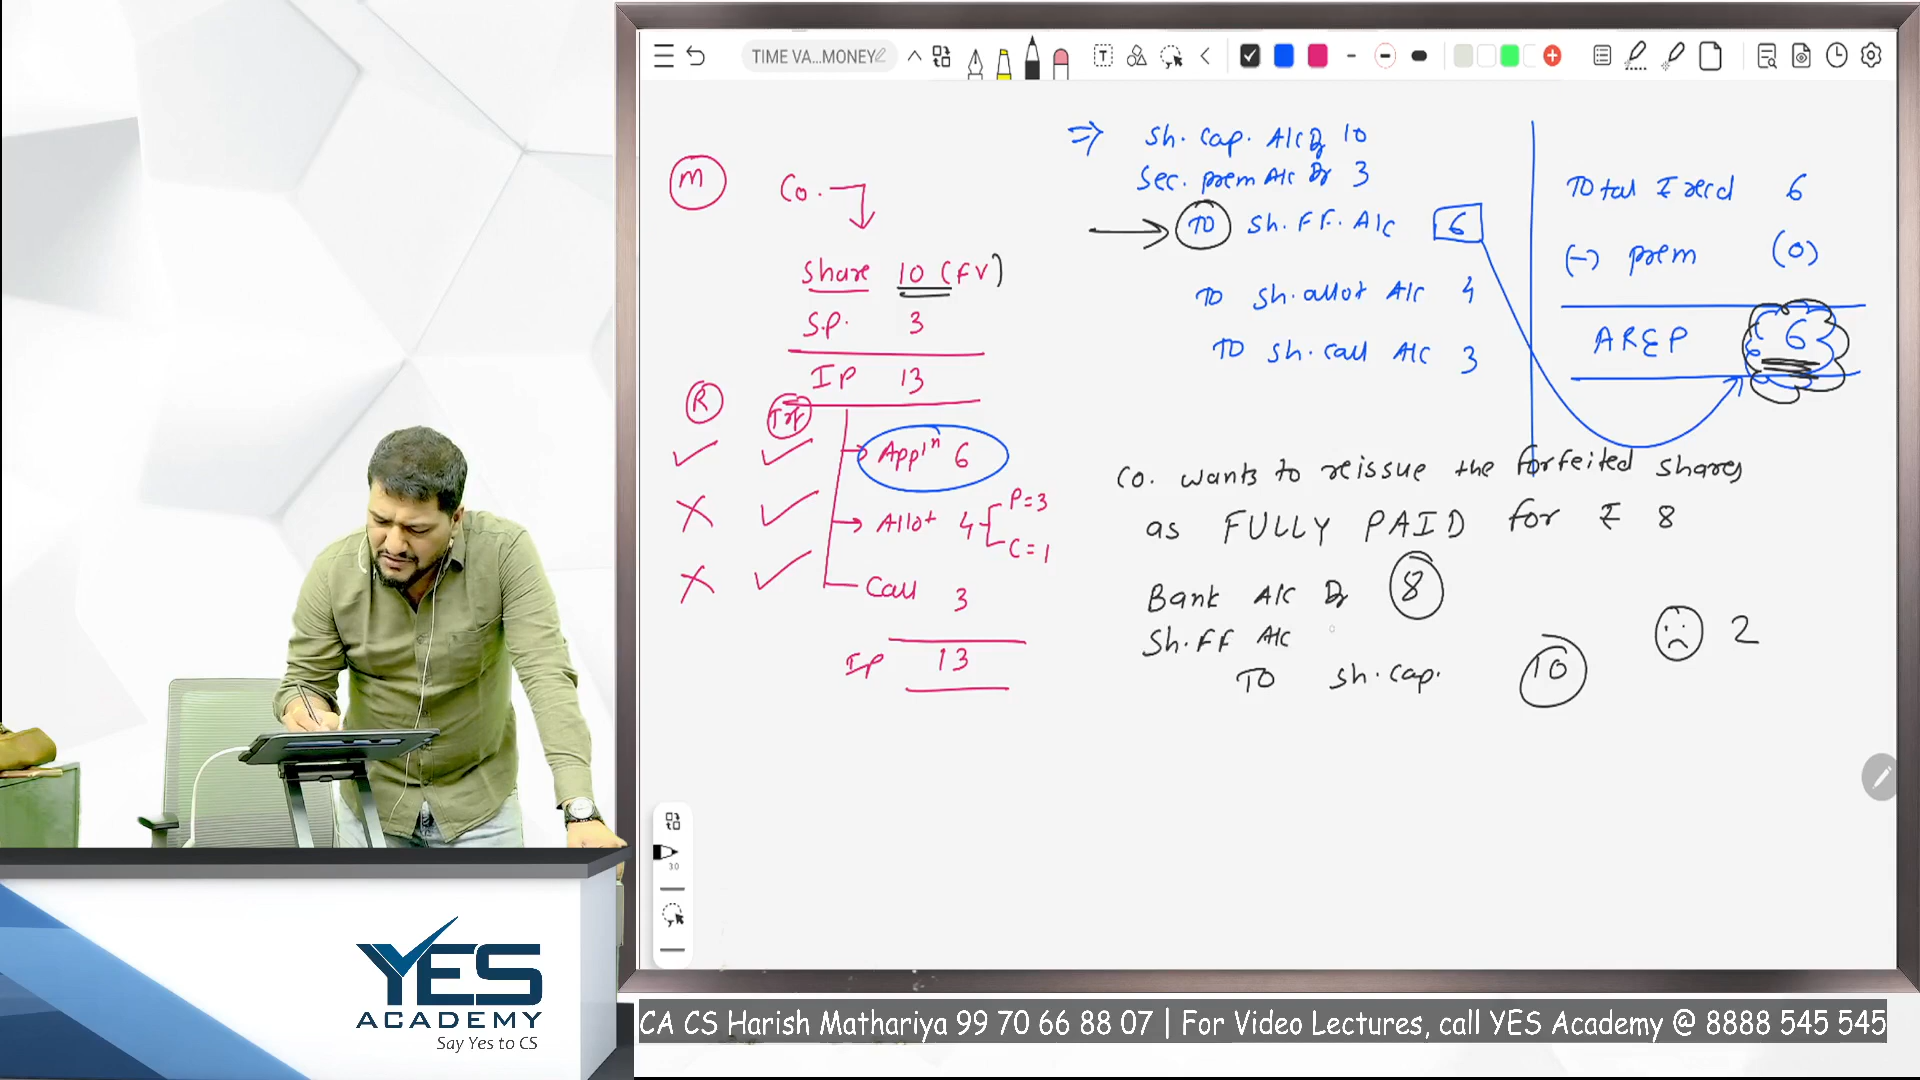 TIME VA...MONEY
M
Co.
Share 10 (FV)
S.P. 3
IP 13
R Trf
Appln 6
Allot 4 P=3
C=1
Call 3
IP 13
⇒ Sh. Cap. A/c Dr 10
Sec. prem A/c Dr 3
TO Sh. FF. A/c 6
TO Sh. allot A/c 4
TO Sh. call A/c 3
Total ₹ recd 6
(-) prem (0)
AREP 6
Co. wants to reissue the forfeited shares
as FULLY PAID for ₹ 8
Bank A/c Dr 8
Sh. FF A/c
TO Sh. cap. 10
2
30
YES
ACADEMY
Say Yes to CS
CA CS Harish Mathariya 99 70 66 88 07 | For Video Lectures, call YES Academy @ 8888 545 545